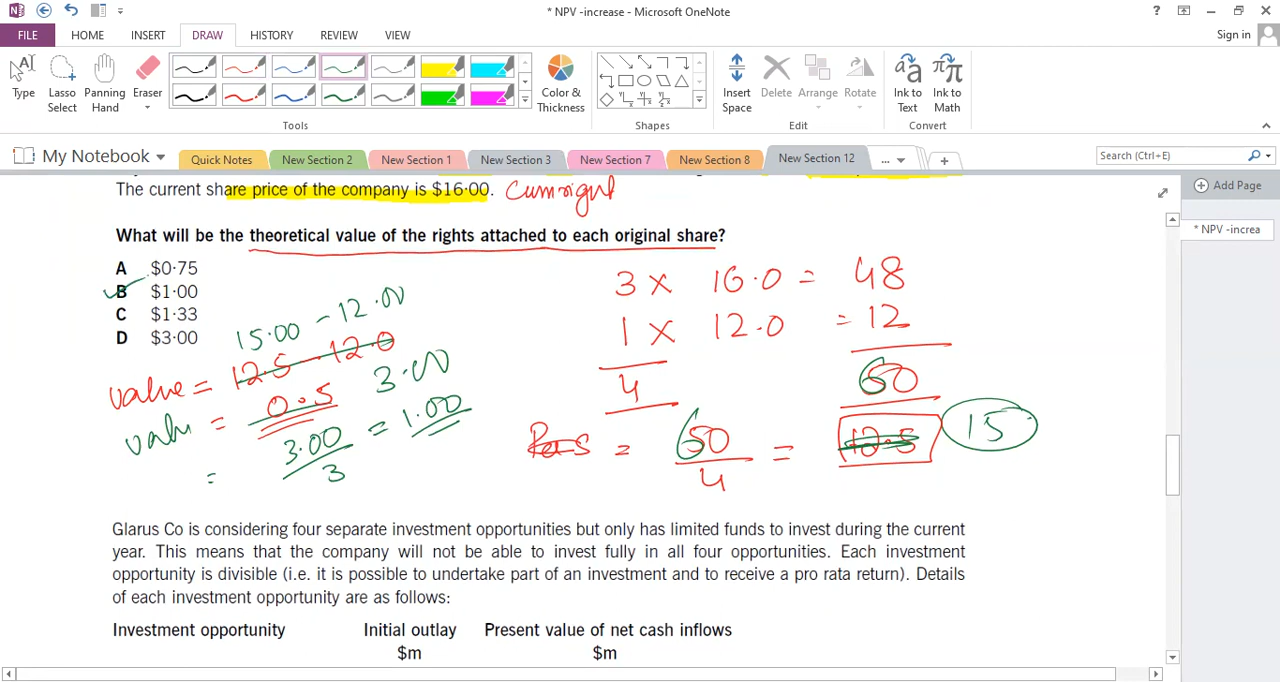 * NPV -increase - Microsoft OneNote
Sign in
FILE HOME INSERT DRAW HISTORY REVIEW VIEW
Type
Lasso Select
Panning Hand
Eraser
Color & Thickness
Insert Space
Delete
Arrange
Rotate
Ink to Text
Ink to Math
Tools
Shapes
Edit
Convert
My Notebook Quick Notes New Section 2 New Section 1 New Section 3 New Section 7 New Section 8 New Section 12 ...
Search (Ctrl+E)
Add Page
* NPV -increa
The current share price of the company is $16·00. Cumright
What will be the theoretical value of the rights attached to each original share?
A $0·75
B $1·00
C $1·33
D $3·00
3 x 16.0 = 48
1 x 12.0 = 12
4
60
= 60 / 4 = 12.5 15
15.00 - 12.00
value = 12.5 - 12.0
3.00
value = 0.5
= 3.00 / 3 = 1.00
Glarus Co is considering four separate investment opportunities but only has limited funds to invest during the current
year. This means that the company will not be able to invest fully in all four opportunities. Each investment
opportunity is divisible (i.e. it is possible to undertake part of an investment and to receive a pro rata return). Details
of each investment opportunity are as follows:
Investment opportunity Initial outlay Present value of net cash inflows
$m $m